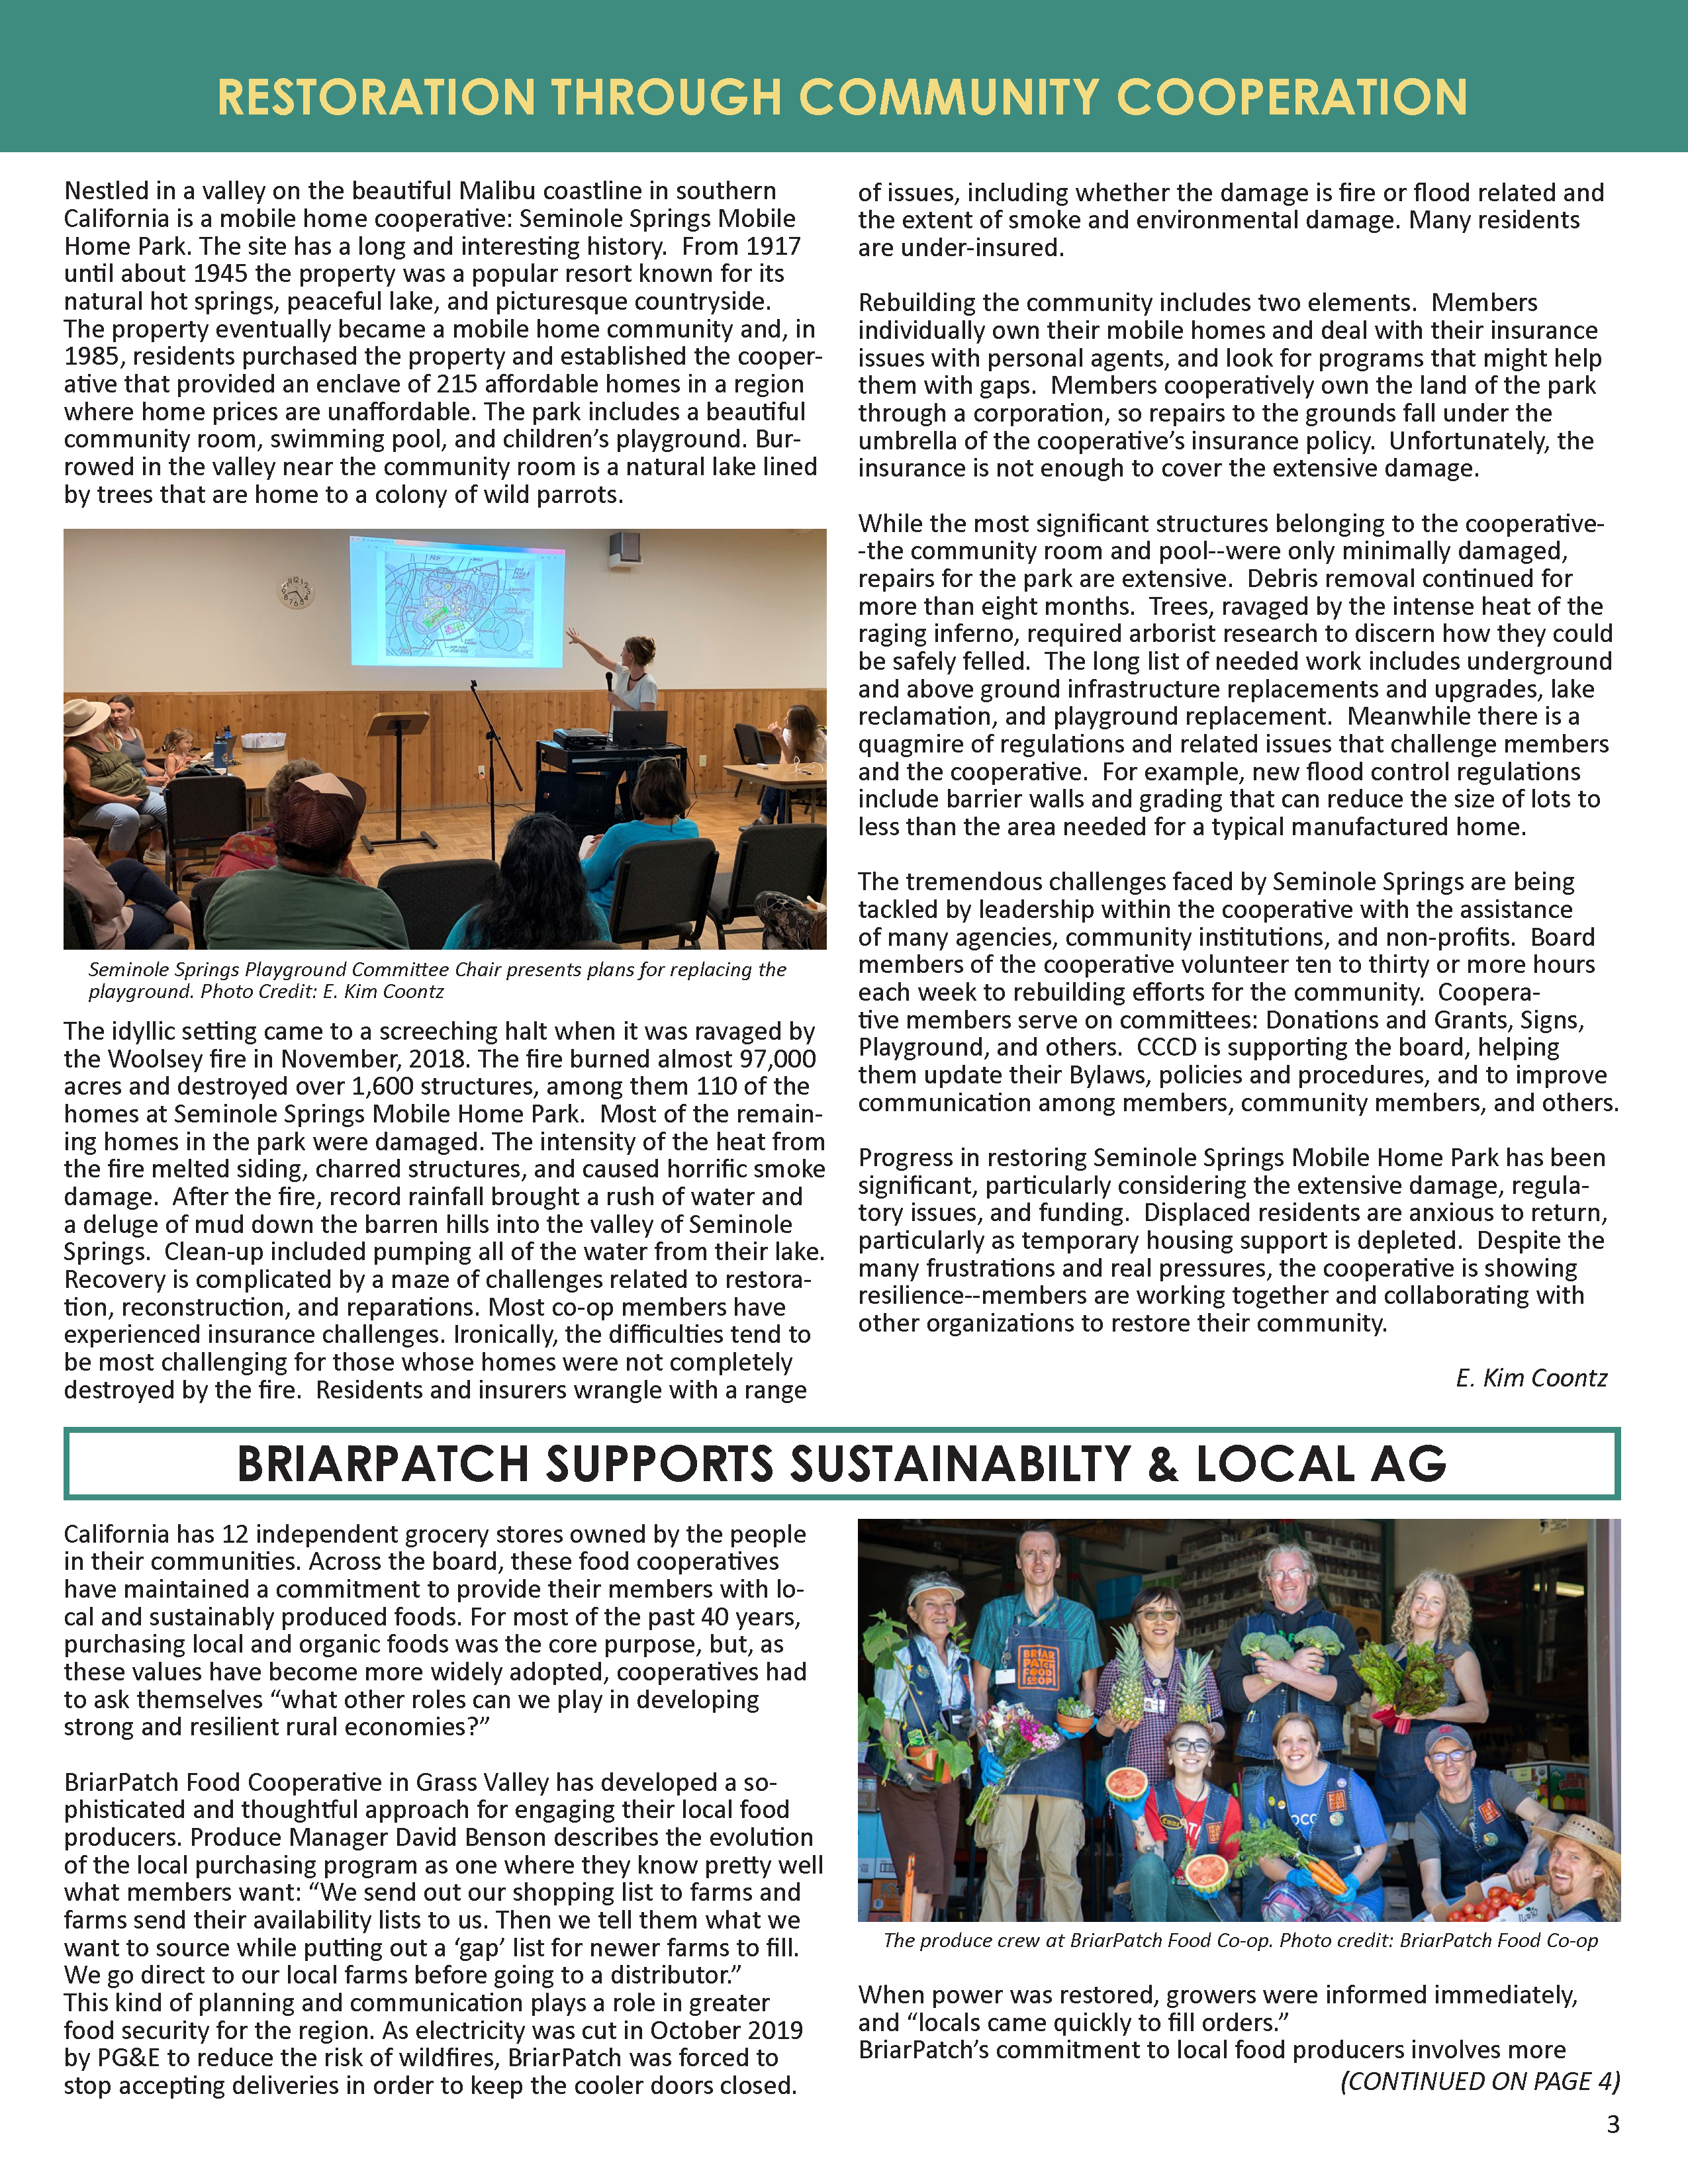 RESTORATION THROUGH COMMUNITY COOPERATION
Nestled in a valley on the beautiful Malibu coastline in southern
California is a mobile home cooperative: Seminole Springs Mobile
Home Park. The site has a long and interesting history.  From 1917
until about 1945 the property was a popular resort known for its
natural hot springs, peaceful lake, and picturesque countryside.
The property eventually became a mobile home community and, in
1985, residents purchased the property and established the cooper-
ative that provided an enclave of 215 affordable homes in a region
where home prices are unaffordable. The park includes a beautiful
community room, swimming pool, and children’s playground. Bur-
rowed in the valley near the community room is a natural lake lined
by trees that are home to a colony of wild parrots.
Seminole Springs Playground Committee Chair presents plans for replacing the
playground. Photo Credit: E. Kim Coontz
The idyllic setting came to a screeching halt when it was ravaged by
the Woolsey fire in November, 2018. The fire burned almost 97,000
acres and destroyed over 1,600 structures, among them 110 of the
homes at Seminole Springs Mobile Home Park.  Most of the remain-
ing homes in the park were damaged. The intensity of the heat from
the fire melted siding, charred structures, and caused horrific smoke
damage.  After the fire, record rainfall brought a rush of water and
a deluge of mud down the barren hills into the valley of Seminole
Springs.  Clean-up included pumping all of the water from their lake.
Recovery is complicated by a maze of challenges related to restora-
tion, reconstruction, and reparations. Most co-op members have
experienced insurance challenges. Ironically, the difficulties tend to
be most challenging for those whose homes were not completely
destroyed by the fire.  Residents and insurers wrangle with a range
of issues, including whether the damage is fire or flood related and
the extent of smoke and environmental damage. Many residents
are under-insured.
Rebuilding the community includes two elements.  Members
individually own their mobile homes and deal with their insurance
issues with personal agents, and look for programs that might help
them with gaps.  Members cooperatively own the land of the park
through a corporation, so repairs to the grounds fall under the
umbrella of the cooperative’s insurance policy.  Unfortunately, the
insurance is not enough to cover the extensive damage.
While the most significant structures belonging to the cooperative-
-the community room and pool--were only minimally damaged,
repairs for the park are extensive.  Debris removal continued for
more than eight months.  Trees, ravaged by the intense heat of the
raging inferno, required arborist research to discern how they could
be safely felled.  The long list of needed work includes underground
and above ground infrastructure replacements and upgrades, lake
reclamation, and playground replacement.  Meanwhile there is a
quagmire of regulations and related issues that challenge members
and the cooperative.  For example, new flood control regulations
include barrier walls and grading that can reduce the size of lots to
less than the area needed for a typical manufactured home.
The tremendous challenges faced by Seminole Springs are being
tackled by leadership within the cooperative with the assistance
of many agencies, community institutions, and non-profits.  Board
members of the cooperative volunteer ten to thirty or more hours
each week to rebuilding efforts for the community.  Coopera-
tive members serve on committees: Donations and Grants, Signs,
Playground, and others.  CCCD is supporting the board, helping
them update their Bylaws, policies and procedures, and to improve
communication among members, community members, and others.
Progress in restoring Seminole Springs Mobile Home Park has been
significant, particularly considering the extensive damage, regula-
tory issues, and funding.  Displaced residents are anxious to return,
particularly as temporary housing support is depleted.  Despite the
many frustrations and real pressures, the cooperative is showing
resilience--members are working together and collaborating with
other organizations to restore their community.
E. Kim Coontz
BRIARPATCH SUPPORTS SUSTAINABILTY & LOCAL AG
California has 12 independent grocery stores owned by the people
in their communities. Across the board, these food cooperatives
have maintained a commitment to provide their members with lo-
cal and sustainably produced foods. For most of the past 40 years,
purchasing local and organic foods was the core purpose, but, as
these values have become more widely adopted, cooperatives had
to ask themselves “what other roles can we play in developing
strong and resilient rural economies?”
BriarPatch Food Cooperative in Grass Valley has developed a so-
phisticated and thoughtful approach for engaging their local food
producers. Produce Manager David Benson describes the evolution
of the local purchasing program as one where they know pretty well
what members want: “We send out our shopping list to farms and
farms send their availability lists to us. Then we tell them what we
want to source while putting out a ‘gap’ list for newer farms to fill.
We go direct to our local farms before going to a distributor.”
This kind of planning and communication plays a role in greater
food security for the region. As electricity was cut in October 2019
by PG&E to reduce the risk of wildfires, BriarPatch was forced to
stop accepting deliveries in order to keep the cooler doors closed.
BRIAR
PATCH
FOOD
CO-OP!
The produce crew at BriarPatch Food Co-op. Photo credit: BriarPatch Food Co-op
When power was restored, growers were informed immediately,
and “locals came quickly to fill orders.”
BriarPatch’s commitment to local food producers involves more
(CONTINUED ON PAGE 4)
3